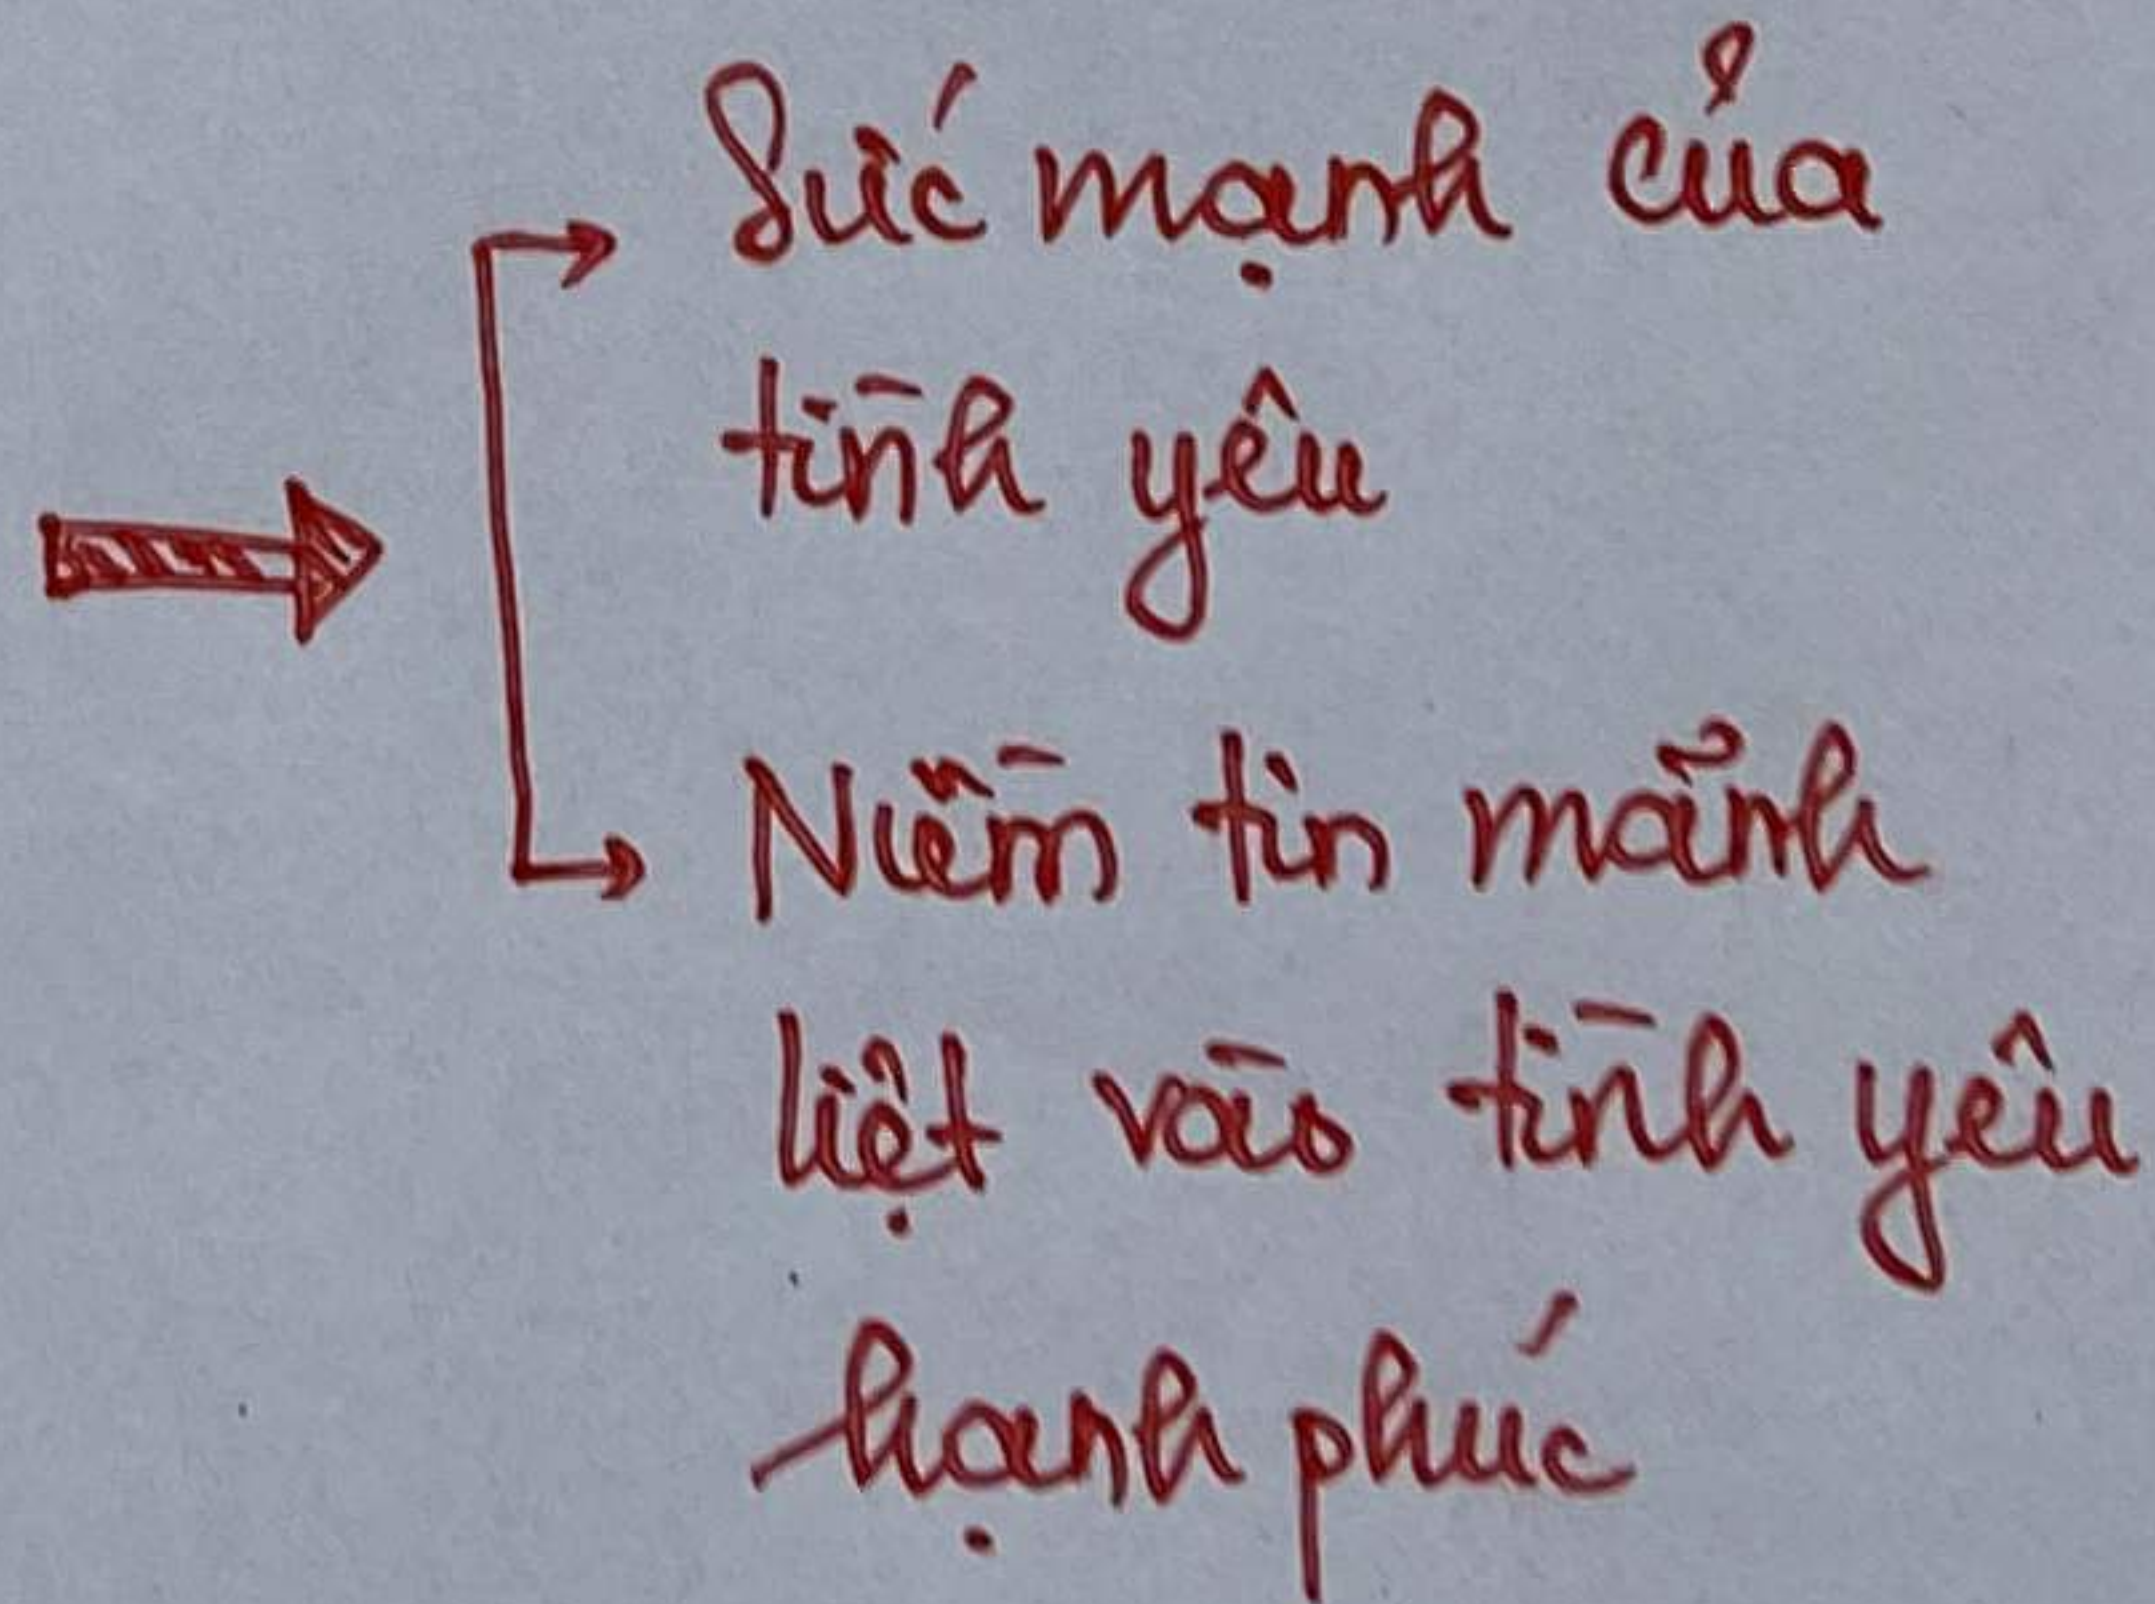 Sức mạnh của
tình yêu
Niềm tin mãnh
liệt vào tình yêu
hạnh phúc